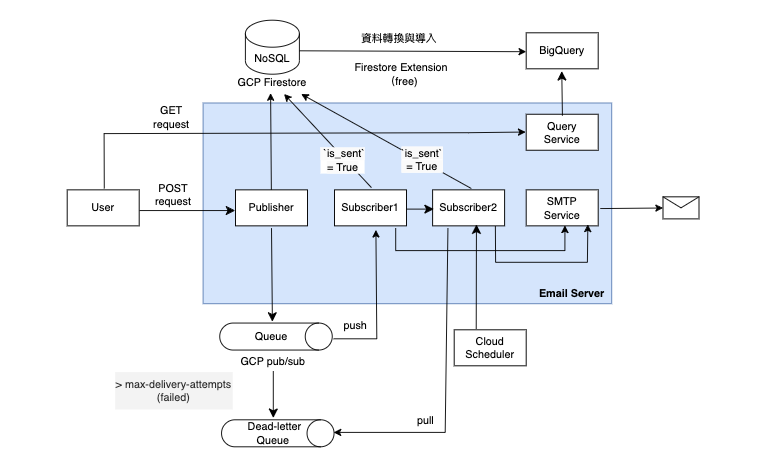 資料轉換與導入
NoSQL
BigQuery
GCP Firestore
Firestore Extension
(free)
GET
request
Query
Service
`is_sent`
= True
`is_sent`
= True
POST
request
User
Publisher
Subscriber1
Subscriber2
SMTP
Service
Email Server
push
Queue
GCP pub/sub
Cloud
Scheduler
> max-delivery-attempts
(failed)
pull
Dead-letter
Queue